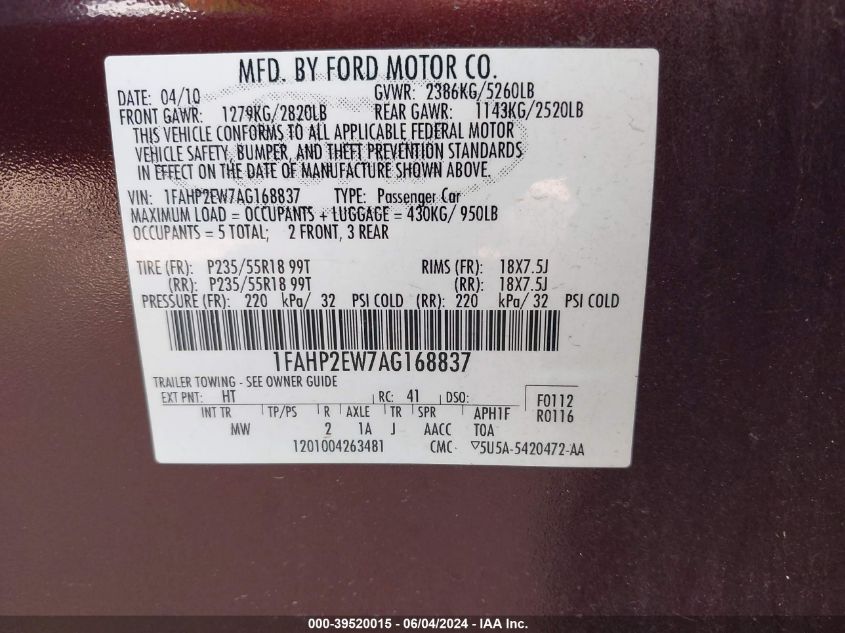 MFD. BY FORD MOTOR CO.
DATE: 04/10 GVWR: 2386KG/5260LB
FRONT GAWR: 1279KG/2820LB REAR GAWR: 1143KG/2520LB
THIS VEHICLE CONFORMS TO ALL APPLICABLE FEDERAL MOTOR
VEHICLE SAFETY, BUMPER, AND THEFT PREVENTION STANDARDS
IN EFFECT ON THE DATE OF MANUFACTURE SHOWN ABOVE.
VIN: 1FAHP2EW7AG168837 TYPE: Passenger Car
MAXIMUM LOAD = OCCUPANTS + LUGGAGE = 430KG/ 950LB
OCCUPANTS = 5 TOTAL; 2 FRONT, 3 REAR
TIRE (FR): P235/55R18 99T RIMS (FR): 18X7.5J
(RR): P235/55R18 99T (RR): 18X7.5J
PRESSURE (FR): 220 kPa/ 32 PSI COLD (RR): 220 kPa/ 32 PSI COLD
1FAHP2EW7AG168837
TRAILER TOWING - SEE OWNER GUIDE
EXT PNT: HT RC: 41 DSO: F0112
INT TR TP/PS R AXLE TR SPR APH1F R0116
MW 2 1A J AACC TOA
1201004263481 CMC- ▽5U5A-5420472-AA
000-39520015 - 06/04/2024 - IAA Inc.